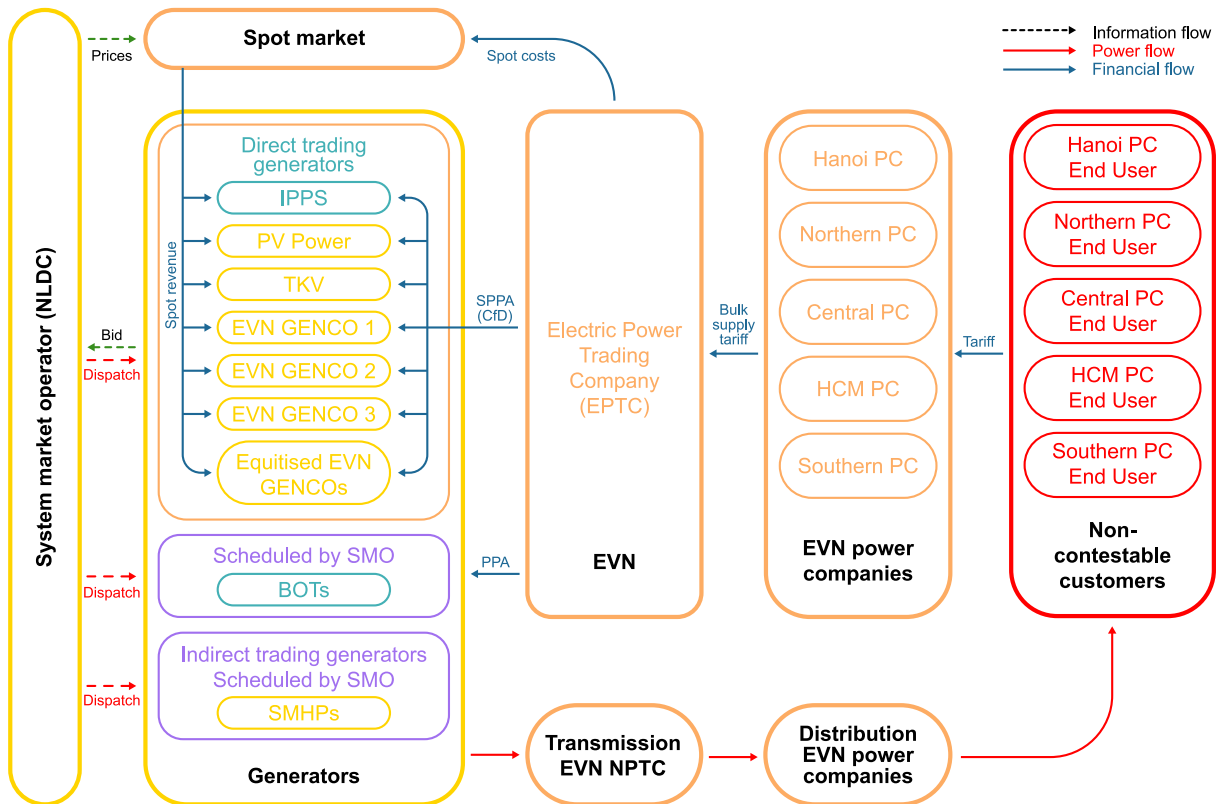 System market operator (NLDC)
Prices
Spot market
Spot costs
Information flow
Power flow
Financial flow
Bid
Dispatch
Dispatch
Dispatch
Direct trading
generators
IPPS
PV Power
TKV
EVN GENCO 1
EVN GENCO 2
EVN GENCO 3
Equitised EVN
GENCOs
Spot revenue
Scheduled by SMO
BOTs
Indirect trading generators
Scheduled by SMO
SMHPs
Generators
SPPA
(CfD)
PPA
Electric Power
Trading
Company
(EPTC)
EVN
Bulk
supply
tariff
Hanoi PC
Northern PC
Central PC
HCM PC
Southern PC
EVN power
companies
Tariff
Hanoi PC
End User
Northern PC
End User
Central PC
End User
HCM PC
End User
Southern PC
End User
Non-
contestable
customers
Transmission
EVN NPTC
Distribution
EVN power
companies